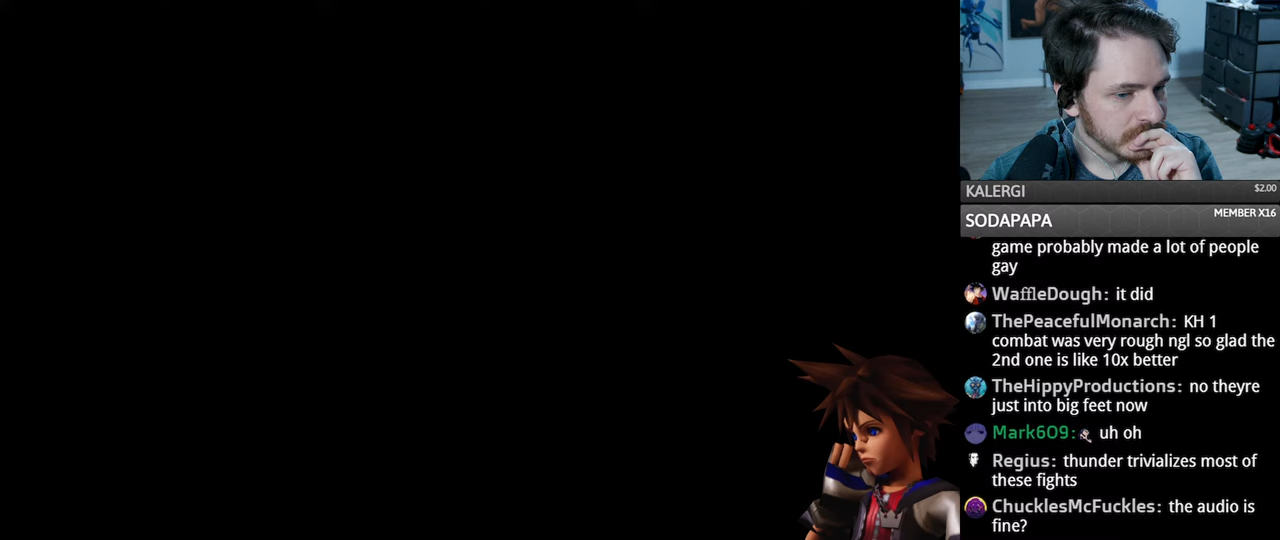 KALERGI
$2.00
SODAPAPA
MEMBER X16
game probably made a lot of people
gay
WaffleDough: it did
ThePeacefulMonarch: KH 1
combat was very rough ngl so glad the
2nd one is like 10x better
TheHippyProductions: no theyre
just into big feet now
Mark609: uh oh
Regius: thunder trivializes most of
these fights
ChucklesMcFuckles: the audio is
fine?